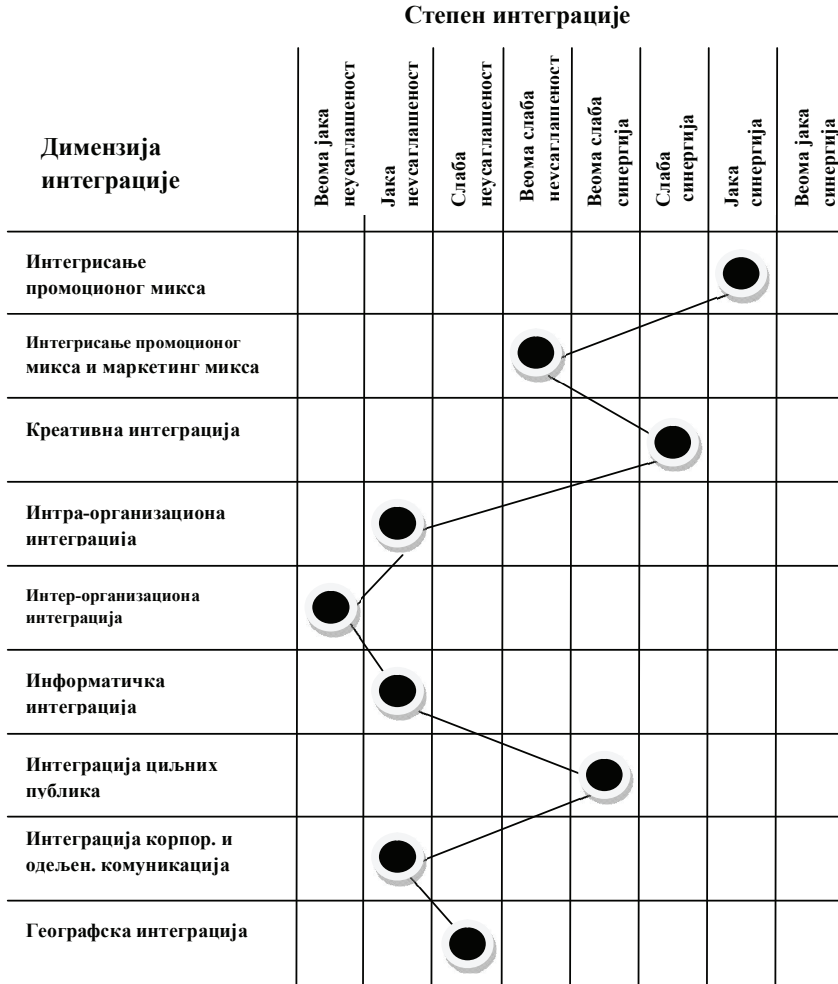 Степен интеграције
Димензија
интеграције
Веома јака
неусаглашеност
Јака
неусаглашеност
Слаба
неусаглашеност
Веома слаба
неусаглашеност
Веома слаба
синергија
Слаба
синергија
Јака
синергија
Веома јака
синергија
Интегрисање
промоционог микса
Интегрисање промоционог
микса и маркетинг микса
Креативна интеграција
Интра-организациона
интеграција
Интер-организациона
интеграција
Информатичка
интеграција
Интеграција циљних
публика
Интеграција корпор. и
одељен. комуникација
Географска интеграција